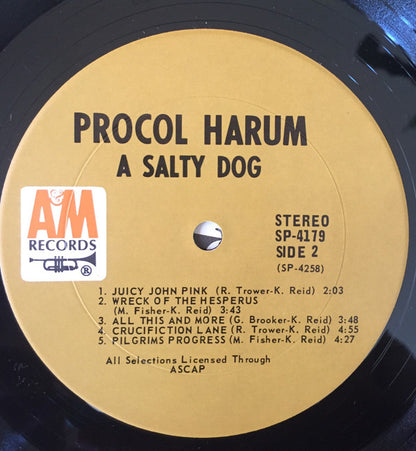 PROCOL HARUM
A SALTY DOG
A&M
RECORDS
®
STEREO
SP-4179
SIDE 2
(SP-4258)
1. JUICY JOHN PINK (R. Trower-K. Reid) 2:03
2. WRECK OF THE HESPERUS
(M. Fisher-K. Reid) 3:43
3. ALL THIS AND MORE (G. Brooker-K. Reid) 3:48
4. CRUCIFICTION LANE (R. Trower-K. Reid) 4:55
5. PILGRIMS PROGRESS (M. Fisher-K. Reid) 4:27
All Selections Licensed Through
ASCAP